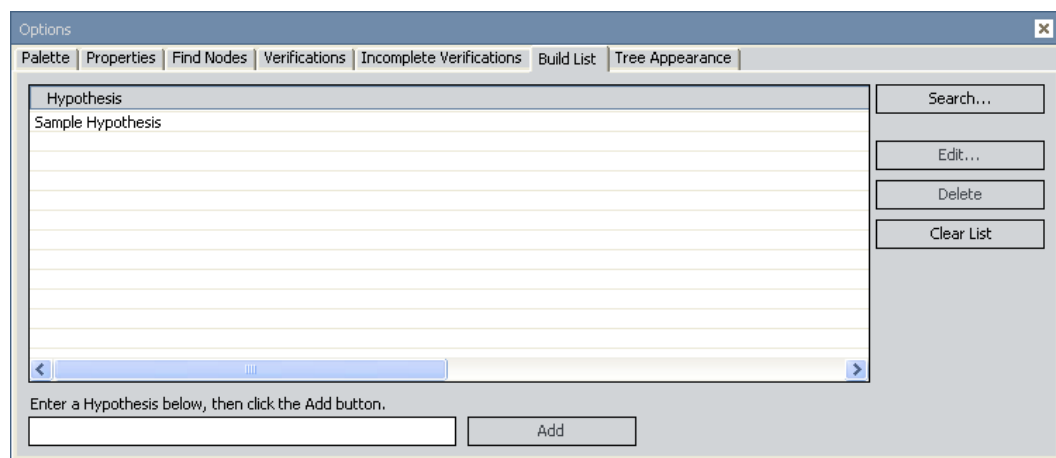 Options
Palette Properties Find Nodes Verifications Incomplete Verifications Build List Tree Appearance
Hypothesis
Sample Hypothesis
Search...
Edit...
Delete
Clear List
Enter a Hypothesis below, then click the Add button.
Add